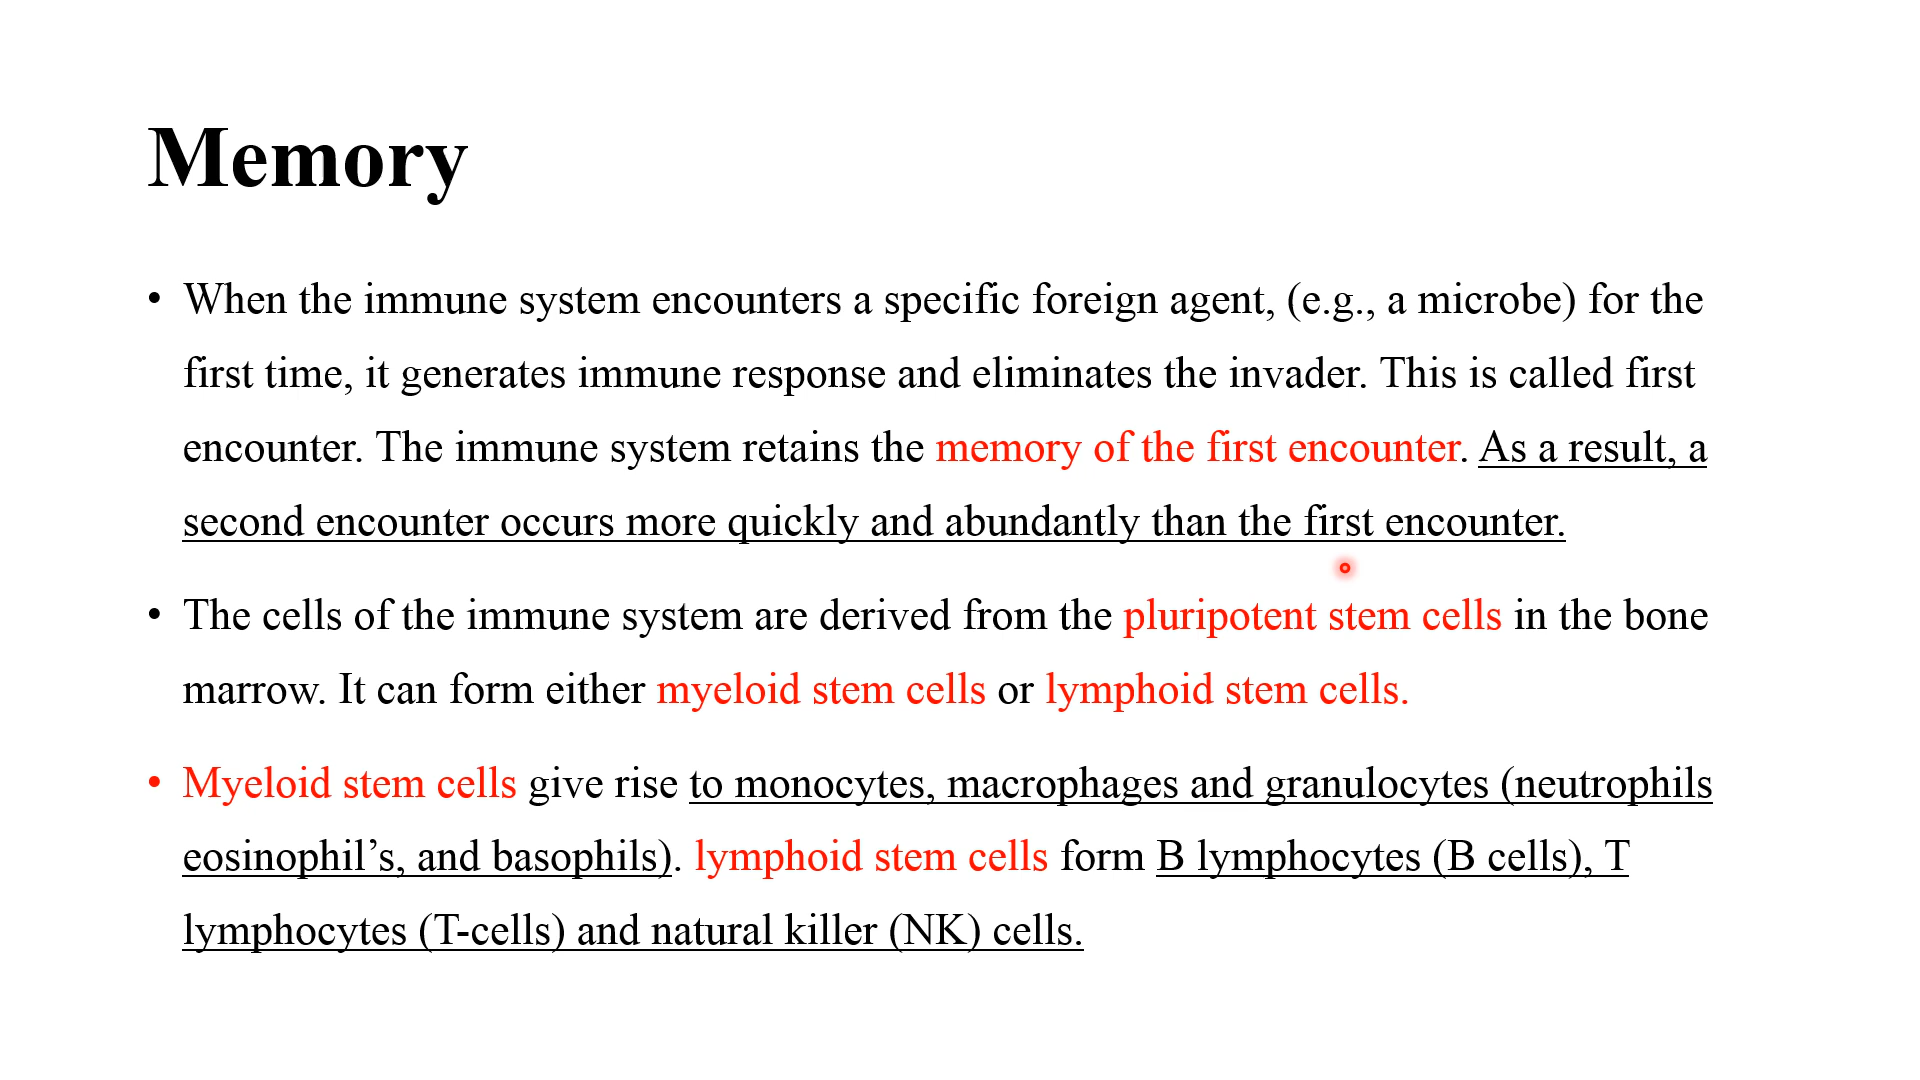 Memory
• When the immune system encounters a specific foreign agent, (e.g., a microbe) for the
first time, it generates immune response and eliminates the invader. This is called first
encounter. The immune system retains the memory of the first encounter. As a result, a
second encounter occurs more quickly and abundantly than the first encounter.
• The cells of the immune system are derived from the pluripotent stem cells in the bone
marrow. It can form either myeloid stem cells or lymphoid stem cells.
• Myeloid stem cells give rise to monocytes, macrophages and granulocytes (neutrophils
eosinophil’s, and basophils). lymphoid stem cells form B lymphocytes (B cells), T
lymphocytes (T-cells) and natural killer (NK) cells.